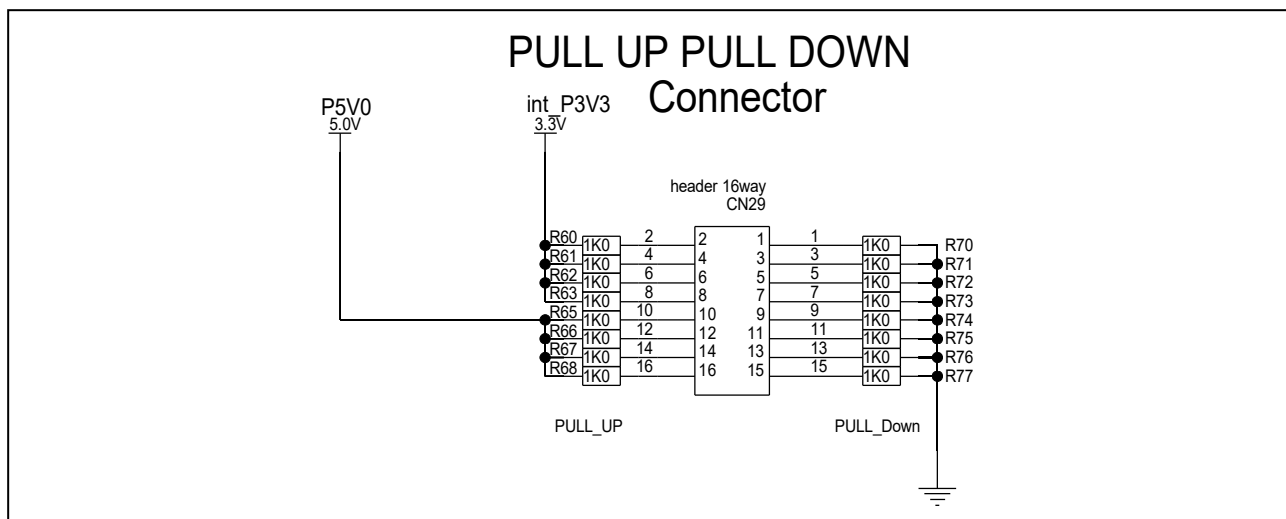 PULL UP PULL DOWN
Connector
P5V0
5.0V
int_P3V3
3.3V
header 16way
CN29
R60 1K0 2 2 1 1 1K0 R70
R61 1K0 4 4 3 3 1K0 R71
R62 1K0 6 6 5 5 1K0 R72
R63 1K0 8 8 7 7 1K0 R73
R65 1K0 10 10 9 9 1K0 R74
R66 1K0 12 12 11 11 1K0 R75
R67 1K0 14 14 13 13 1K0 R76
R68 1K0 16 16 15 15 1K0 R77
PULL_UP
PULL_Down